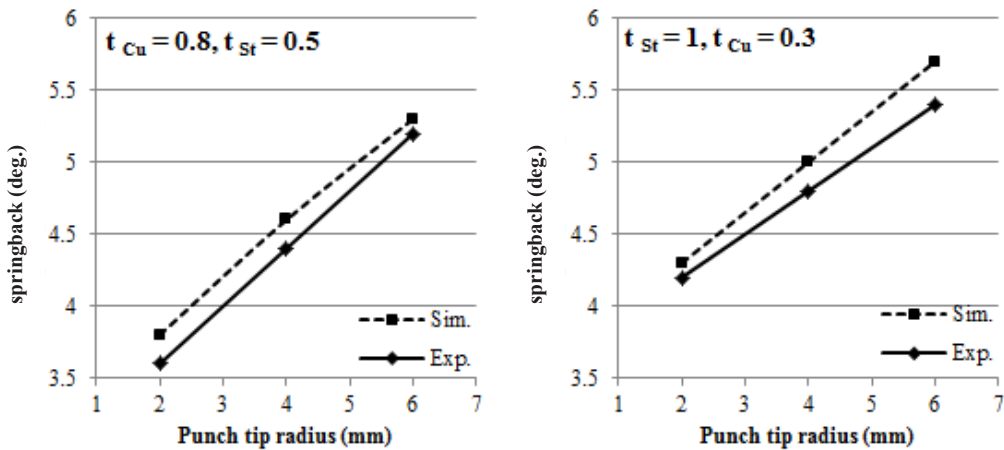 t Cu = 0.8, t St = 0.5
6
5.5
5
4.5
4
3.5
springback (deg.)
Sim.
Exp.
1 2 3 4 5 6 7
Punch tip radius (mm)
t St = 1, t Cu = 0.3
6
5.5
5
4.5
4
3.5
springback (deg.)
Sim.
Exp.
1 2 3 4 5 6 7
Punch tip radius (mm)